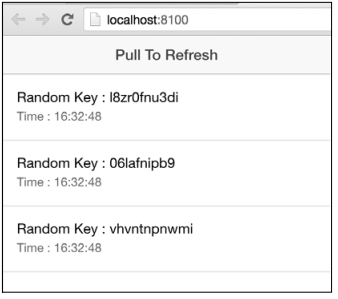 localhost:8100
Pull To Refresh
Random Key : l8zr0fnu3di
Time : 16:32:48
Random Key : 06lafnipb9
Time : 16:32:48
Random Key : vhvntnpnwmi
Time : 16:32:48